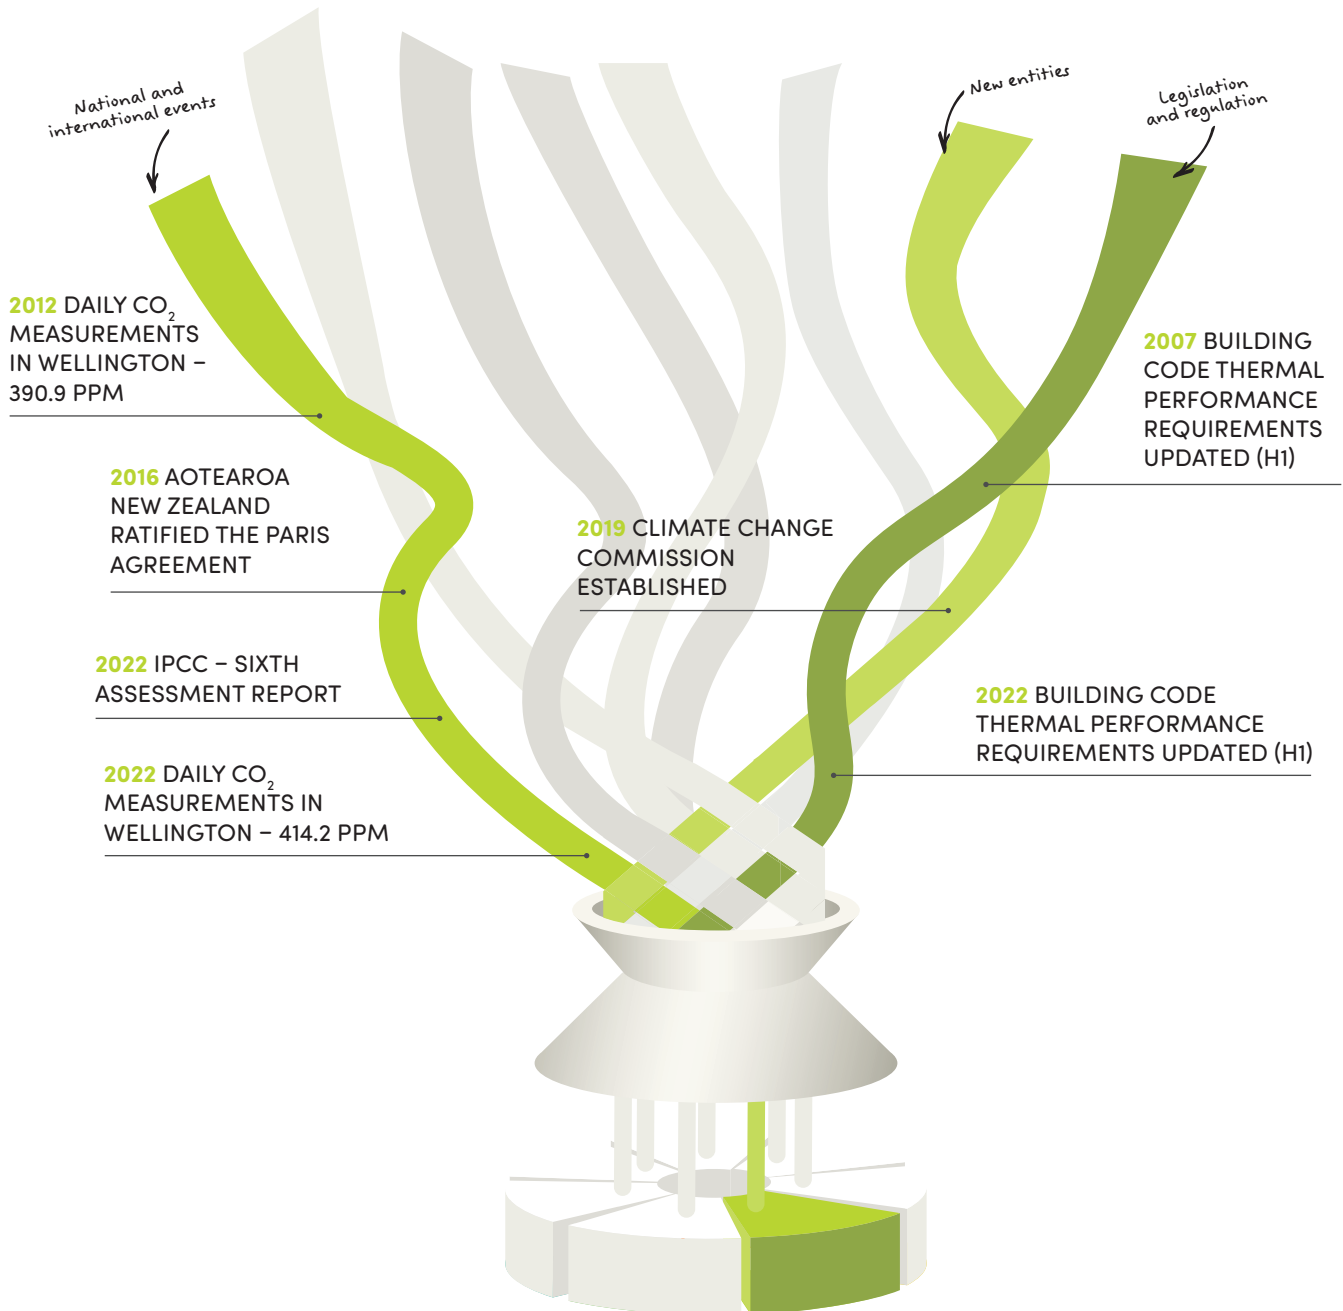 National and
international events
New entities
Legislation
and regulation
2012 DAILY CO₂
MEASUREMENTS
IN WELLINGTON –
390.9 PPM
2007 BUILDING
CODE THERMAL
PERFORMANCE
REQUIREMENTS
UPDATED (H1)
2016 AOTEAROA
NEW ZEALAND
RATIFIED THE PARIS
AGREEMENT
2019 CLIMATE CHANGE
COMMISSION
ESTABLISHED
2022 IPCC – SIXTH
ASSESSMENT REPORT
2022 BUILDING CODE
THERMAL PERFORMANCE
REQUIREMENTS UPDATED (H1)
2022 DAILY CO₂
MEASUREMENTS IN
WELLINGTON – 414.2 PPM